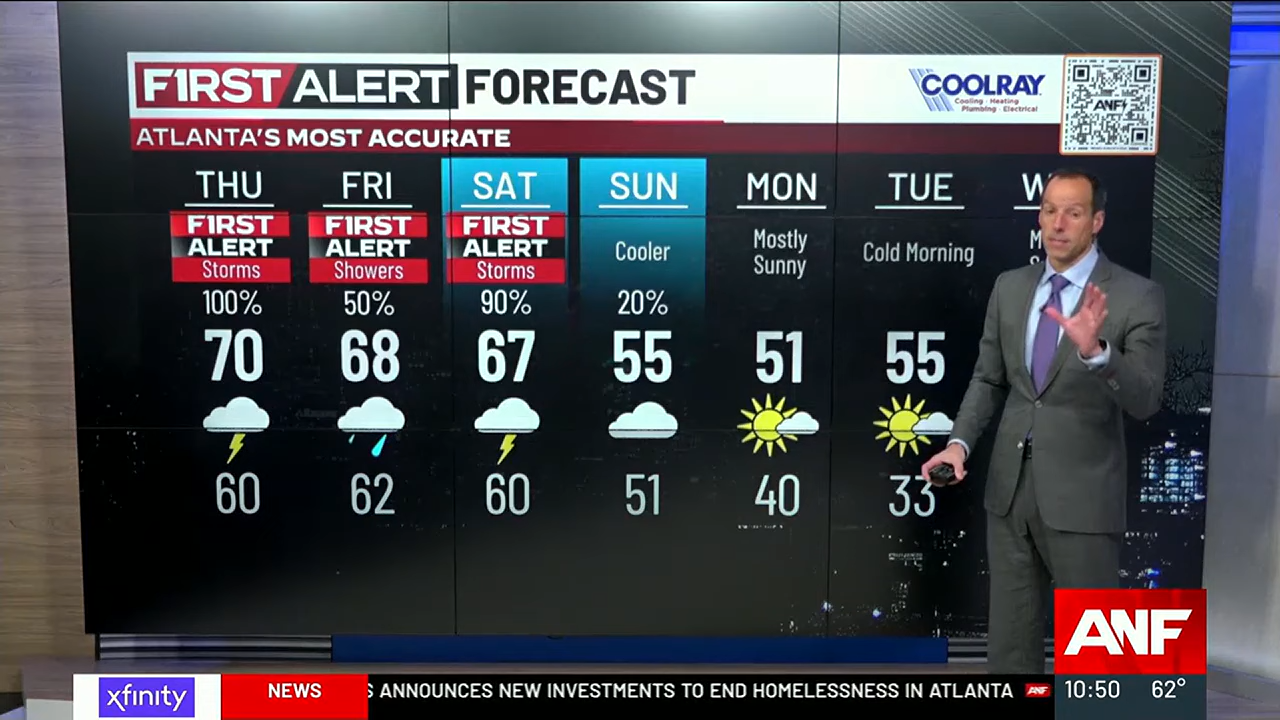 F1RST ALERT FORECAST
COOLRAY
Cooling · Heating
Plumbing · Electrical
ANF
ATLANTA'S MOST ACCURATE
THU FRI SAT SUN MON TUE W
F1RST ALERT Storms
F1RST ALERT Showers
F1RST ALERT Storms
Cooler
Mostly Sunny
Cold Morning
100% 50% 90% 20%
70 68 67 55 51 55
60 62 60 51 40 33
ANF
xfinity
NEWS
S ANNOUNCES NEW INVESTMENTS TO END HOMELESSNESS IN ATLANTA ANF
10:50 62°